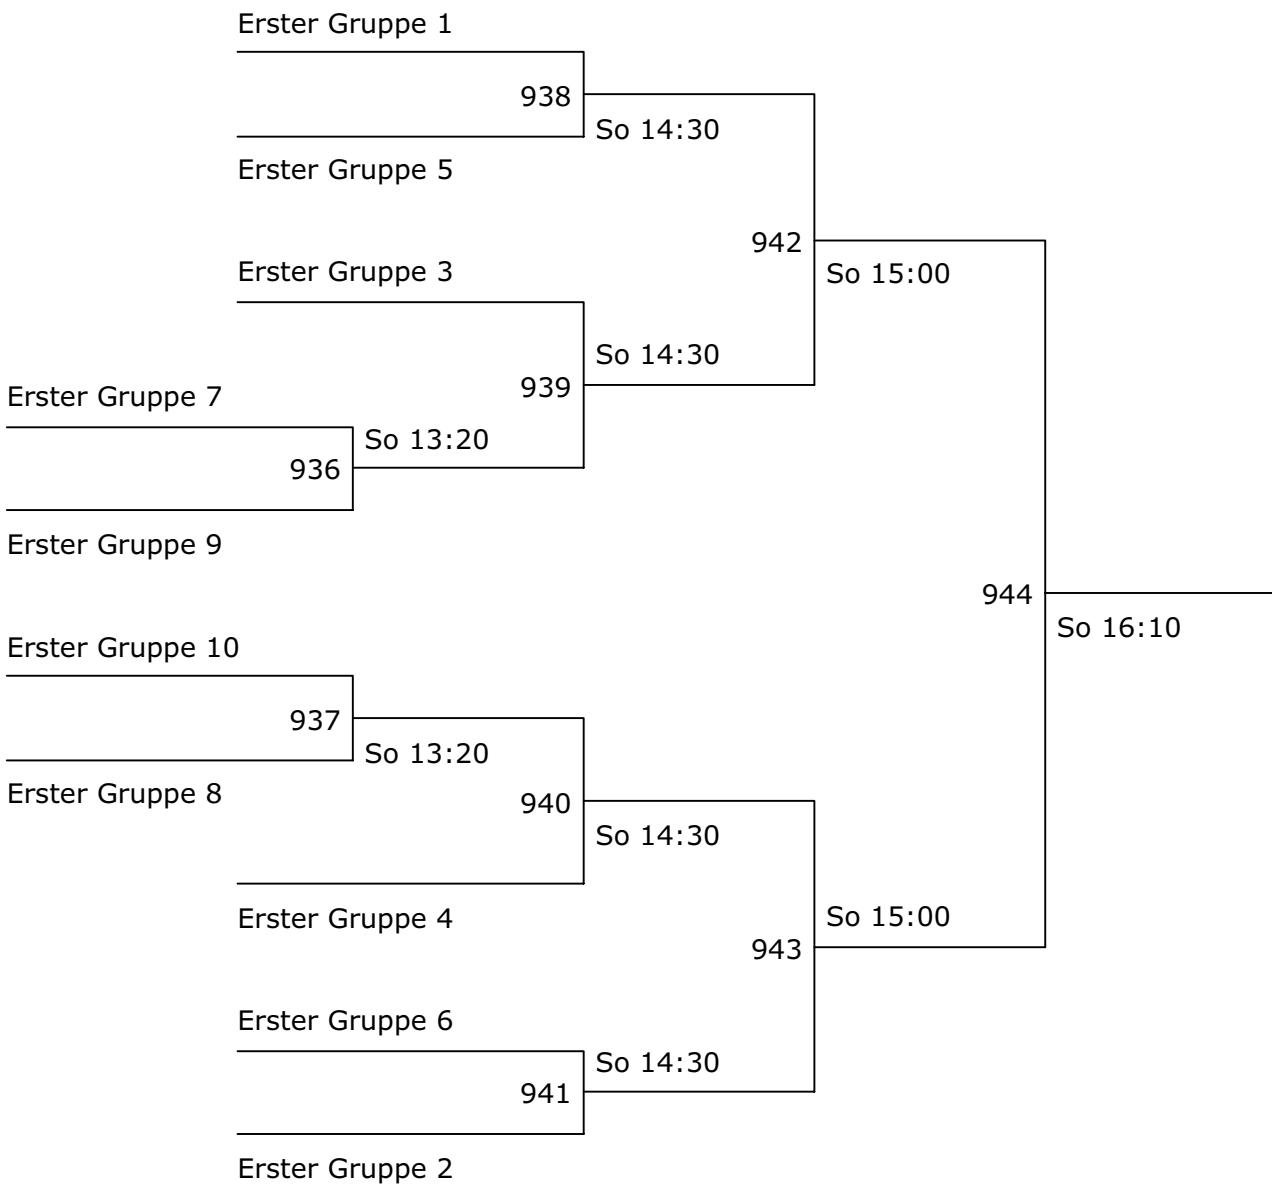 Erster Gruppe 1
938
So 14:30
Erster Gruppe 5
942
So 15:00
Erster Gruppe 3
So 14:30
939
Erster Gruppe 7
So 13:20
936
Erster Gruppe 9
944
So 16:10
Erster Gruppe 10
937
So 13:20
Erster Gruppe 8
940
So 14:30
Erster Gruppe 4
So 15:00
943
Erster Gruppe 6
So 14:30
941
Erster Gruppe 2